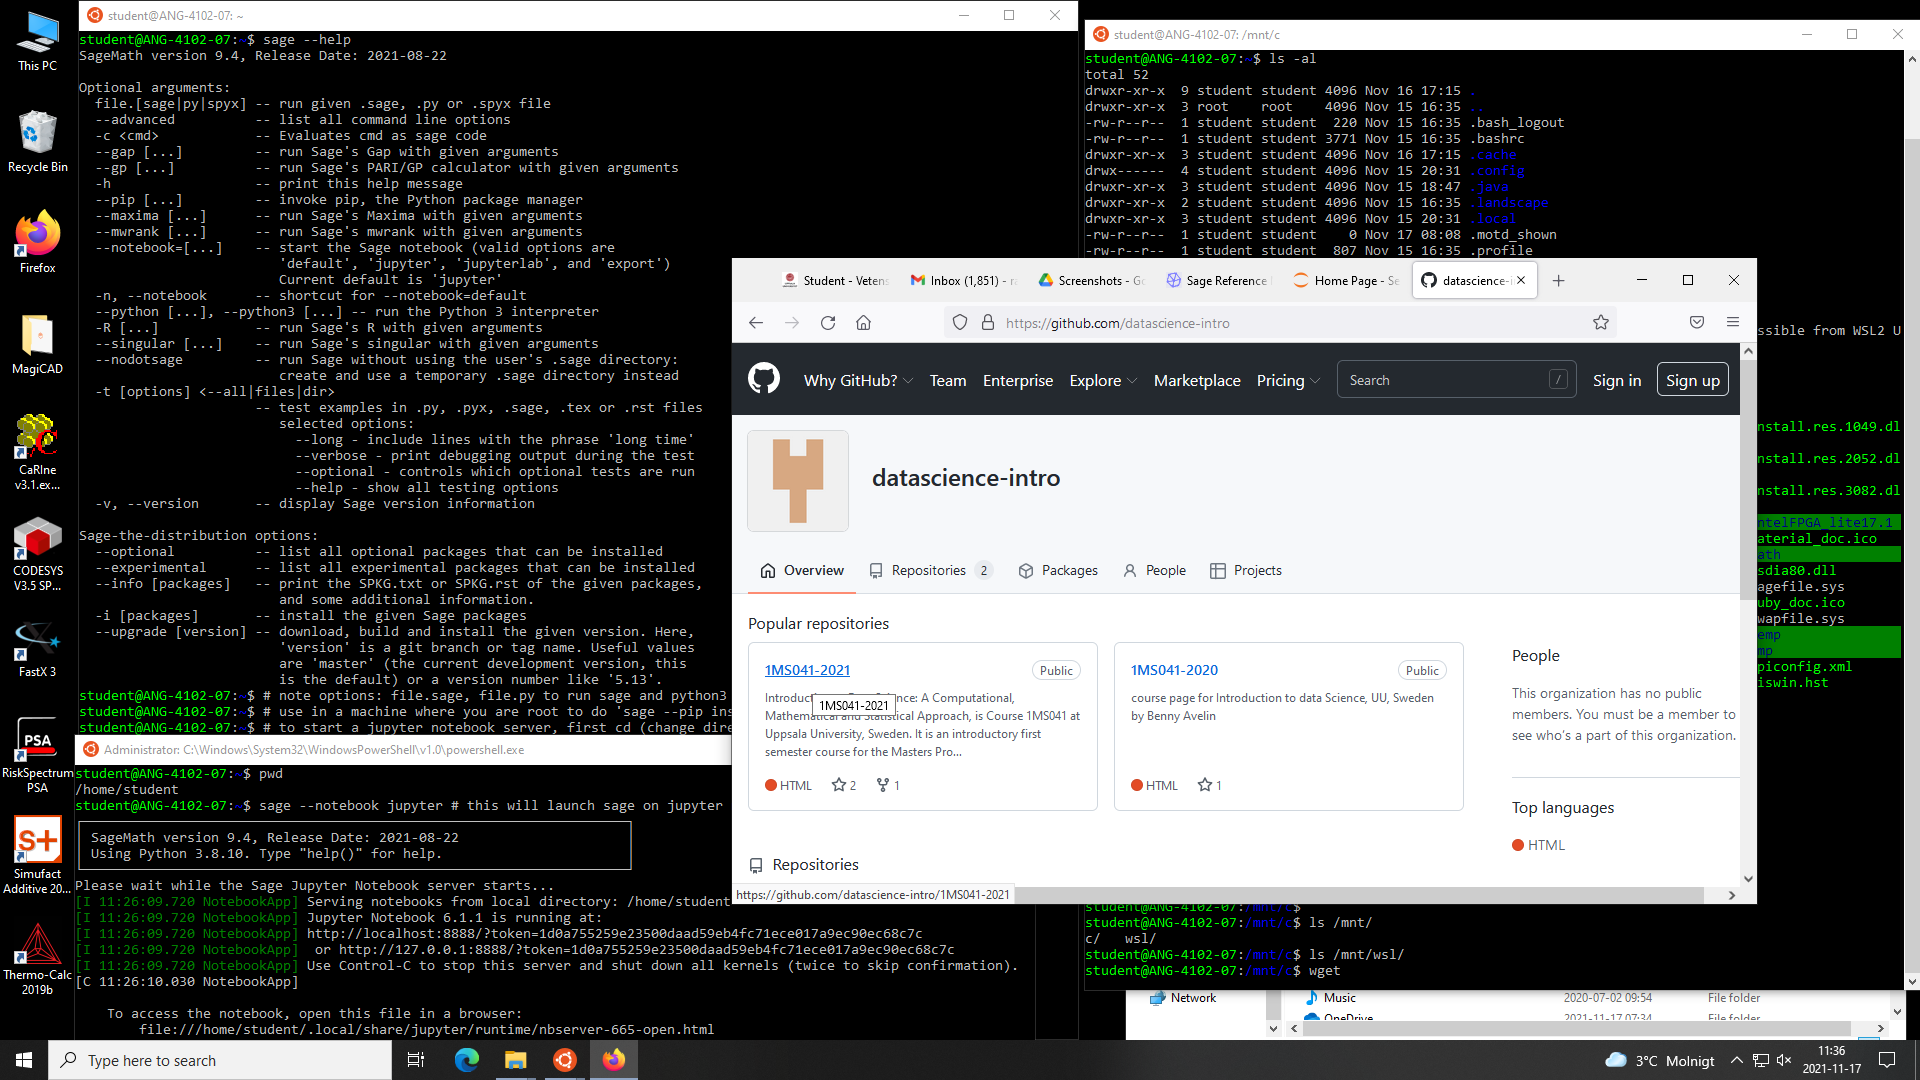 This PC
Recycle Bin
Firefox
MagiCAD
CaRIne
v3.1.ex...
CODESYS
V3.5 SP...
FastX 3
RiskSpectrum
PSA
Simufact
Additive 20...
Thermo-Calc
2019b
student@ANG-4102-07: ~
student@ANG-4102-07:~$ sage --help
SageMath version 9.4, Release Date: 2021-08-22
Optional arguments:
file.[sage|py|spyx] -- run given .sage, .py or .spyx file
--advanced -- list all command line options
-c <cmd> -- Evaluates cmd as sage code
--gap [...] -- run Sage's Gap with given arguments
--gp [...] -- run Sage's PARI/GP calculator with given arguments
-h -- print this help message
--pip [...] -- invoke pip, the Python package manager
--maxima [...] -- run Sage's Maxima with given arguments
--mwrank [...] -- run Sage's mwrank with given arguments
--notebook=[...] -- start the Sage notebook (valid options are
'default', 'jupyter', 'jupyterlab', and 'export')
Current default is 'jupyter'
-n, --notebook -- shortcut for --notebook=default
--python [...], --python3 [...] -- run the Python 3 interpreter
-R [...] -- run Sage's R with given arguments
--singular [...] -- run Sage's singular with given arguments
--nodotsage -- run Sage without using the user's .sage directory:
create and use a temporary .sage directory instead
-t [options] <--all|files|dir>
-- test examples in .py, .pyx, .sage, .tex or .rst files
selected options:
--long - include lines with the phrase 'long time'
--verbose - print debugging output during the test
--optional - controls which optional tests are run
--help - show all testing options
-v, --version -- display Sage version information
Sage-the-distribution options:
--optional -- list all optional packages that can be installed
--experimental -- list all experimental packages that can be installed
--info [packages] -- print the SPKG.txt or SPKG.rst of the given packages,
and some additional information.
-i [packages] -- install the given Sage packages
--upgrade [version] -- download, build and install the given version. Here,
'version' is a git branch or tag name. Useful values
are 'master' (the current development version, this
is the default) or a version number like '5.13'.
student@ANG-4102-07:~$ # note options: file.sage, file.py to run sage and python3
student@ANG-4102-07:~$ # use in a machine where you are root to do 'sage --pip ins
student@ANG-4102-07:~$ # to start a jupyter notebook server, first cd (change dire
Administrator: C:\Windows\System32\WindowsPowerShell\v1.0\powershell.exe
student@ANG-4102-07:~$ pwd
/home/student
student@ANG-4102-07:~$ sage --notebook jupyter # this will launch sage on jupyter
SageMath version 9.4, Release Date: 2021-08-22
Using Python 3.8.10. Type "help()" for help.
Please wait while the Sage Jupyter Notebook server starts...
[I 11:26:09.720 NotebookApp] Serving notebooks from local directory: /home/student
[I 11:26:09.720 NotebookApp] Jupyter Notebook 6.1.1 is running at:
[I 11:26:09.720 NotebookApp] http://localhost:8888/?token=1d0a755259e23500daad59eb4fc71ece017a9ec90ec68c7c
[I 11:26:09.720 NotebookApp] or http://127.0.0.1:8888/?token=1d0a755259e23500daad59eb4fc71ece017a9ec90ec68c7c
[I 11:26:09.720 NotebookApp] Use Control-C to stop this server and shut down all kernels (twice to skip confirmation).
[C 11:26:10.030 NotebookApp]
To access the notebook, open this file in a browser:
file:///home/student/.local/share/jupyter/runtime/nbserver-665-open.html
student@ANG-4102-07: /mnt/c
student@ANG-4102-07:~$ ls -al
total 52
drwxr-xr-x 9 student student 4096 Nov 16 17:15 .
drwxr-xr-x 3 root root 4096 Nov 15 16:35 ..
-rw-r--r-- 1 student student 220 Nov 15 16:35 .bash_logout
-rw-r--r-- 1 student student 3771 Nov 15 16:35 .bashrc
drwxr-xr-x 3 student student 4096 Nov 16 17:15 .cache
drwx------ 4 student student 4096 Nov 15 20:31 .config
drwxr-xr-x 3 student student 4096 Nov 15 18:47 .java
drwxr-xr-x 2 student student 4096 Nov 15 16:35 .landscape
drwxr-xr-x 3 student student 4096 Nov 15 20:31 .local
-rw-r--r-- 1 student student 0 Nov 17 08:08 .motd_shown
-rw-r--r-- 1 student student 807 Nov 15 16:35 .profile
ssible from WSL2 U
nstall.res.1049.dl
nstall.res.2052.dl
nstall.res.3082.dl
ntelFPGA_lite17.1
aterial_doc.ico
ath
sdia80.dll
agefile.sys
uby_doc.ico
wapfile.sys
emp
mp
piconfig.xml
iswin.hst
student@ANG-4102-07:/mnt/c$
student@ANG-4102-07:/mnt/c$ ls /mnt/
c/ wsl/
student@ANG-4102-07:/mnt/c$ ls /mnt/wsl/
student@ANG-4102-07:/mnt/c$ wget
Student - Vetens
Inbox (1,851) - ra
Screenshots - Go
Sage Reference
Home Page - Se
datascience-i
https://github.com/datascience-intro
Why GitHub? Team Enterprise Explore Marketplace Pricing Search / Sign in Sign up
datascience-intro
Overview Repositories 2 Packages People Projects
Popular repositories
1MS041-2021 Public
Introduction to Data Science: A Computational,
Mathematical and Statistical Approach, is Course 1MS041 at
Uppsala University, Sweden. It is an introductory first
semester course for the Masters Pro...
1MS041-2021
HTML 2 1
1MS041-2020 Public
course page for Introduction to data Science, UU, Sweden
by Benny Avelin
HTML 1
People
This organization has no public
members. You must be a member to
see who's a part of this organization.
Top languages
HTML
Repositories
https://github.com/datascience-intro/1MS041-2021
Network
Music 2020-07-02 09:54 File folder
OneDrive 2021-11-17 07:34 File folder
Type here to search
3°C Molnigt
11:36
2021-11-17